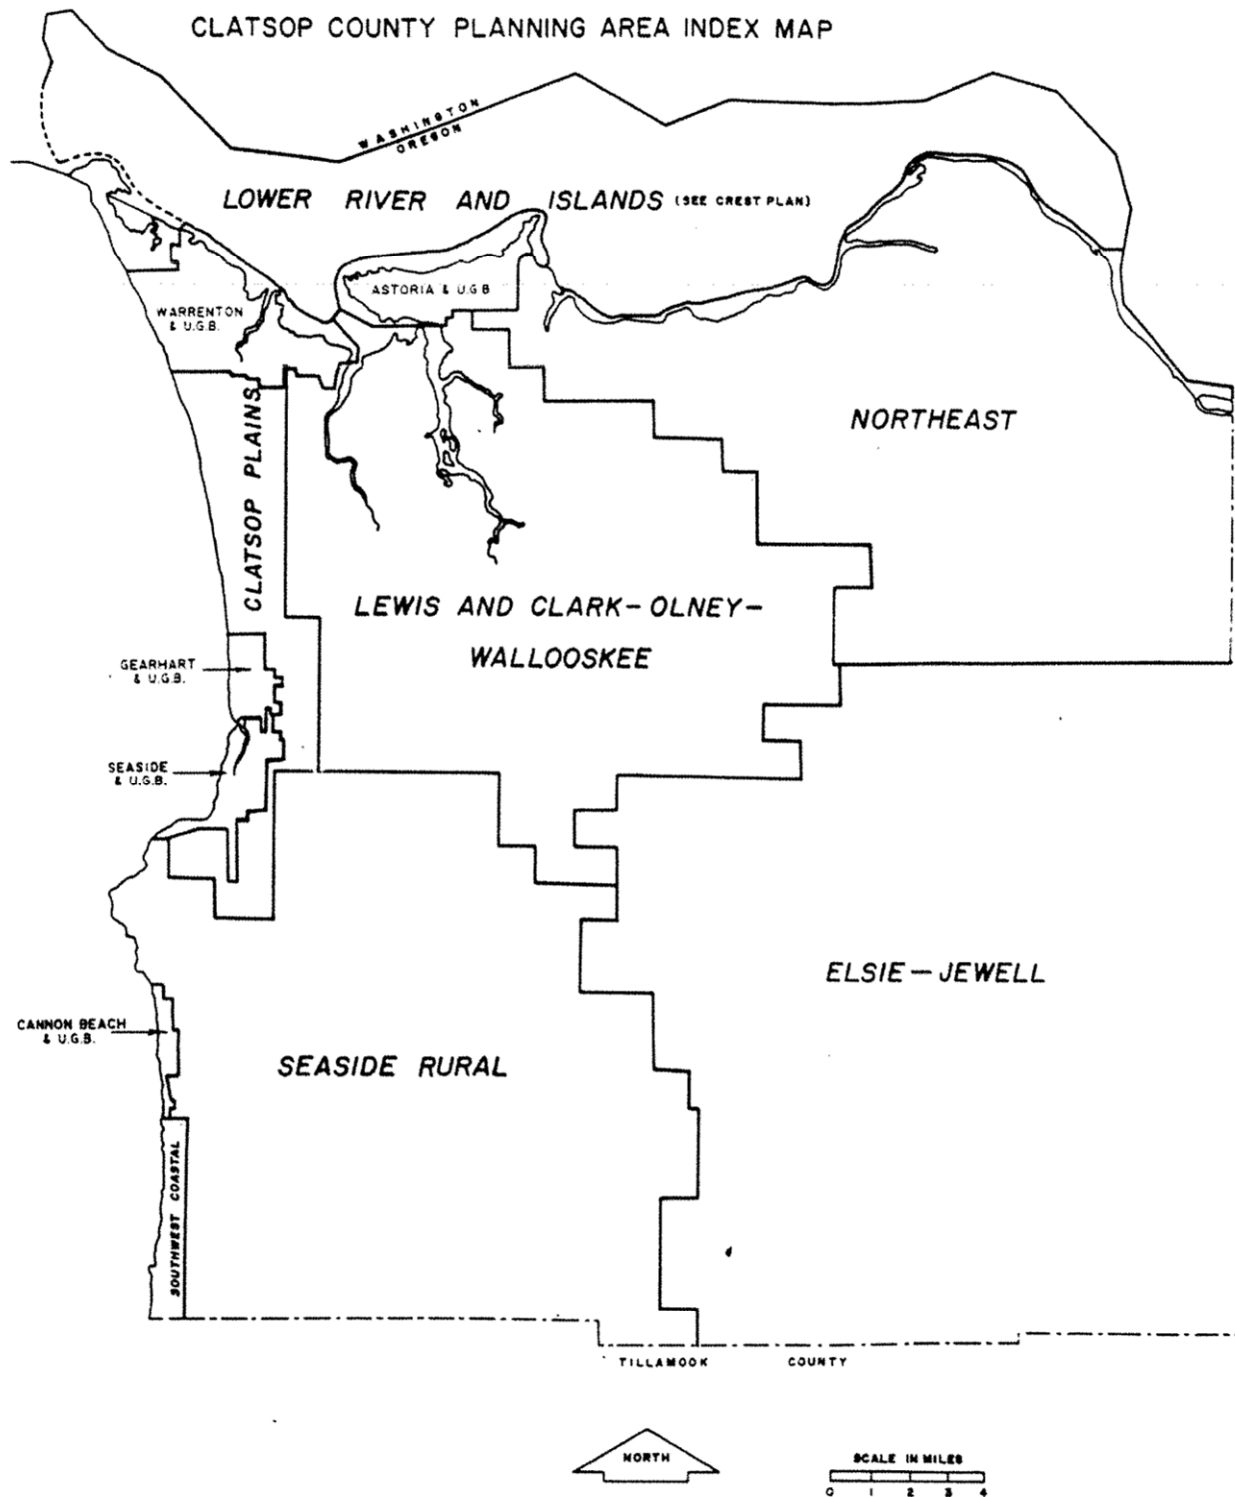 CLATSOP COUNTY PLANNING AREA INDEX MAP
WASHINGTON
OREGON
LOWER RIVER AND ISLANDS (SEE CREST PLAN)
ASTORIA & U.G.B
WARRENTON
& U.G.B.
CLATSOP PLAINS
NORTHEAST
LEWIS AND CLARK-OLNEY-
WALLOOSKEE
GEARHART
& U.G.B.
SEASIDE
& U.G.B.
ELSIE-JEWELL
CANNON BEACH
& U.G.B.
SEASIDE RURAL
SOUTHWEST COASTAL
TILLAMOOK COUNTY
NORTH
SCALE IN MILES
0 1 2 3 4